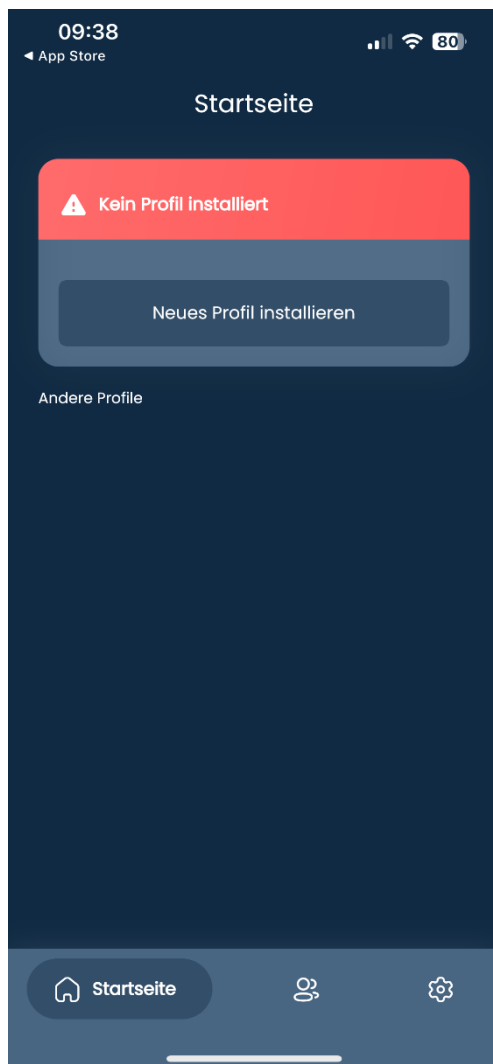 09:38
80
◀ App Store
Startseite
Kein Profil installiert
Neues Profil installieren
Andere Profile
Startseite